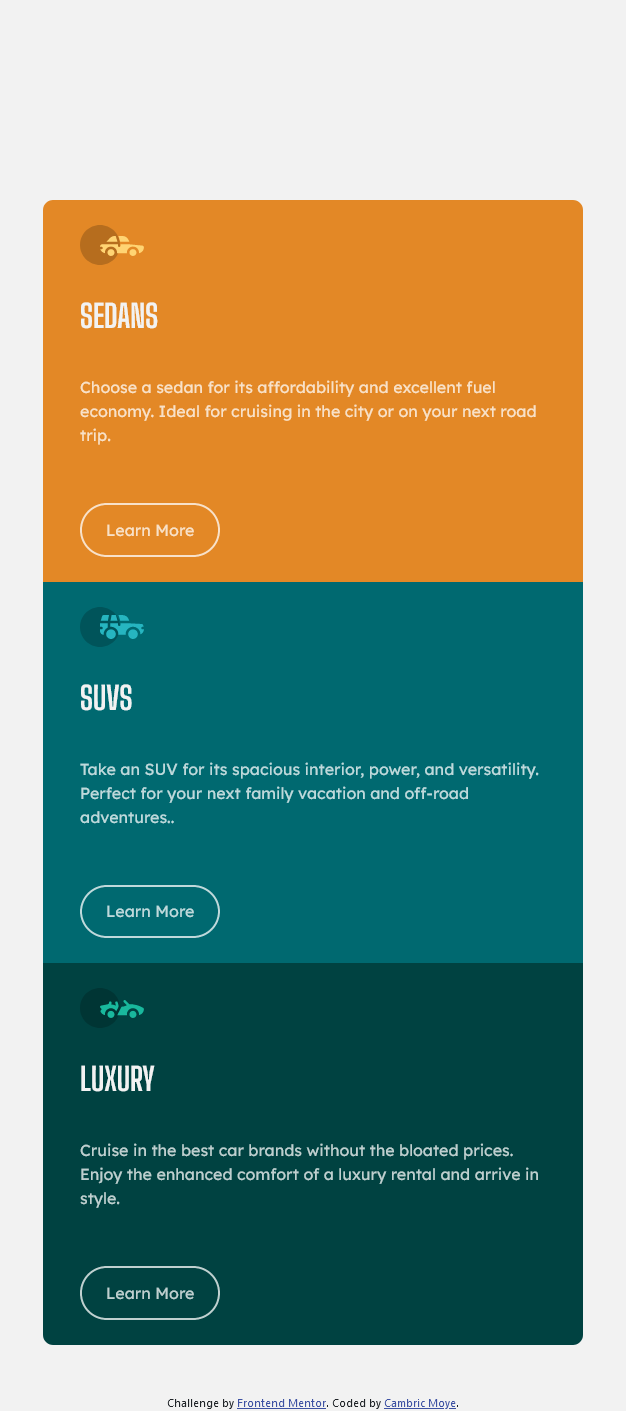 SEDANS
Choose a sedan for its affordability and excellent fuel
economy. Ideal for cruising in the city or on your next road
trip.
Learn More
SUVS
Take an SUV for its spacious interior, power, and versatility.
Perfect for your next family vacation and off-road
adventures..
Learn More
LUXURY
Cruise in the best car brands without the bloated prices.
Enjoy the enhanced comfort of a luxury rental and arrive in
style.
Learn More
Challenge by Frontend Mentor. Coded by Cambric Moye.